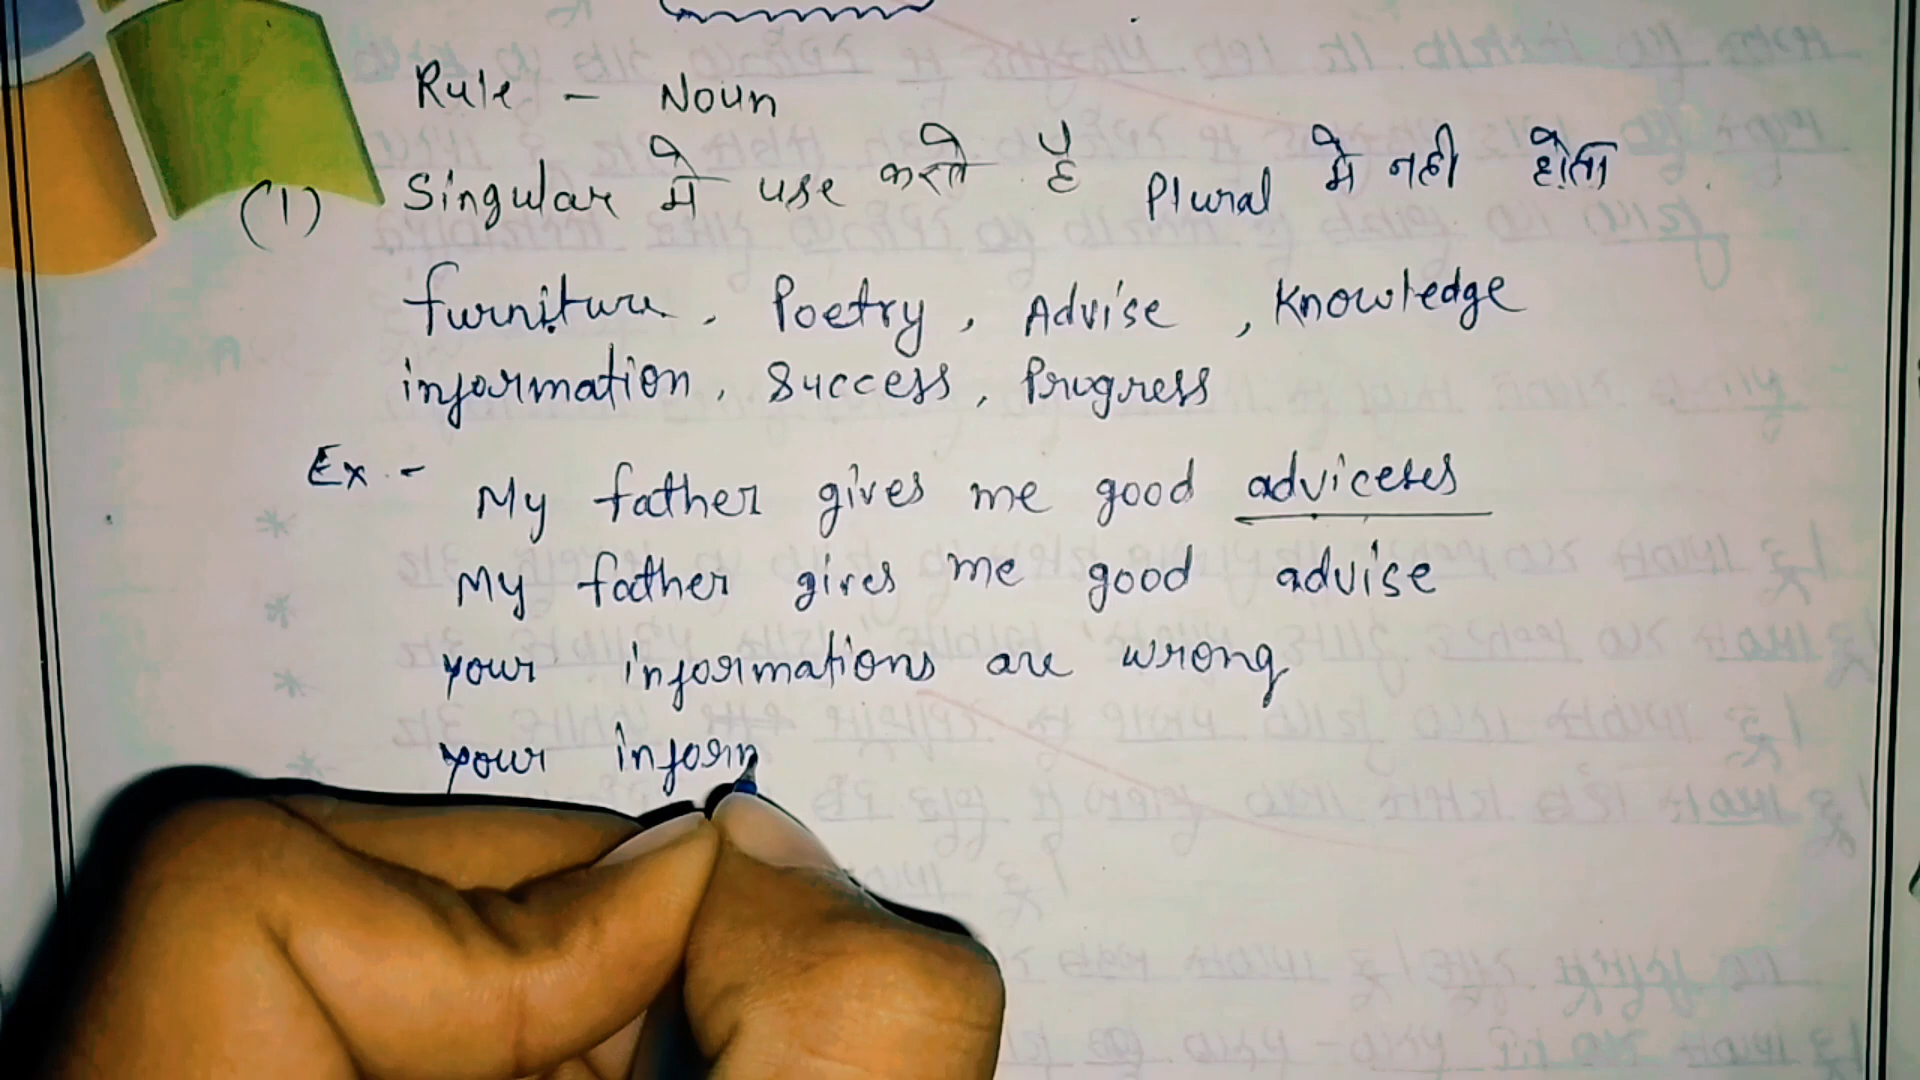 Rule - Noun
(1) Singular मे use करते है Plural मे नही होता
furniture, Poetry, Advise, Knowledge
information, Success, Progress
Ex - My father gives me good adviceses
My father gives me good advise
your informations are wrong
your inform